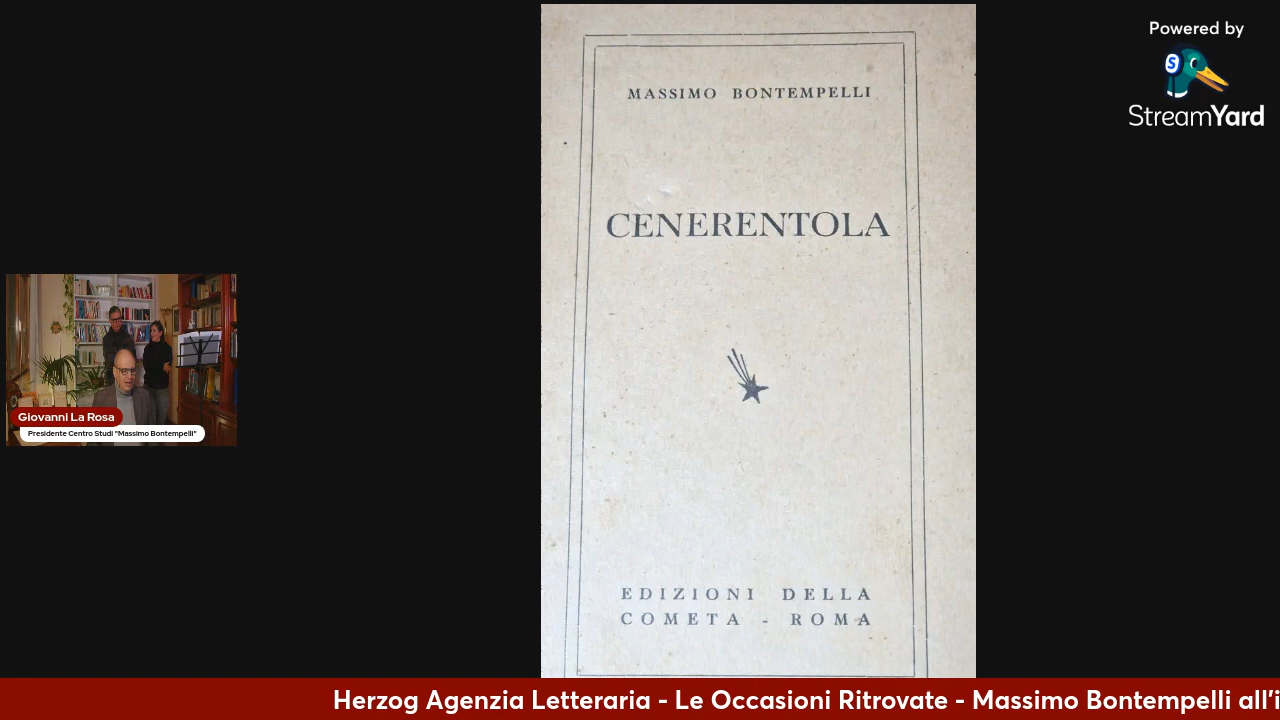 Powered by
S
StreamYard
MASSIMO BONTEMPELLI
CENERENTOLA
EDIZIONI DELLA
COMETA - ROMA
Giovanni La Rosa
Presidente Centro Studi "Massimo Bontempelli"
Herzog Agenzia Letteraria - Le Occasioni Ritrovate - Massimo Bontempelli all'i